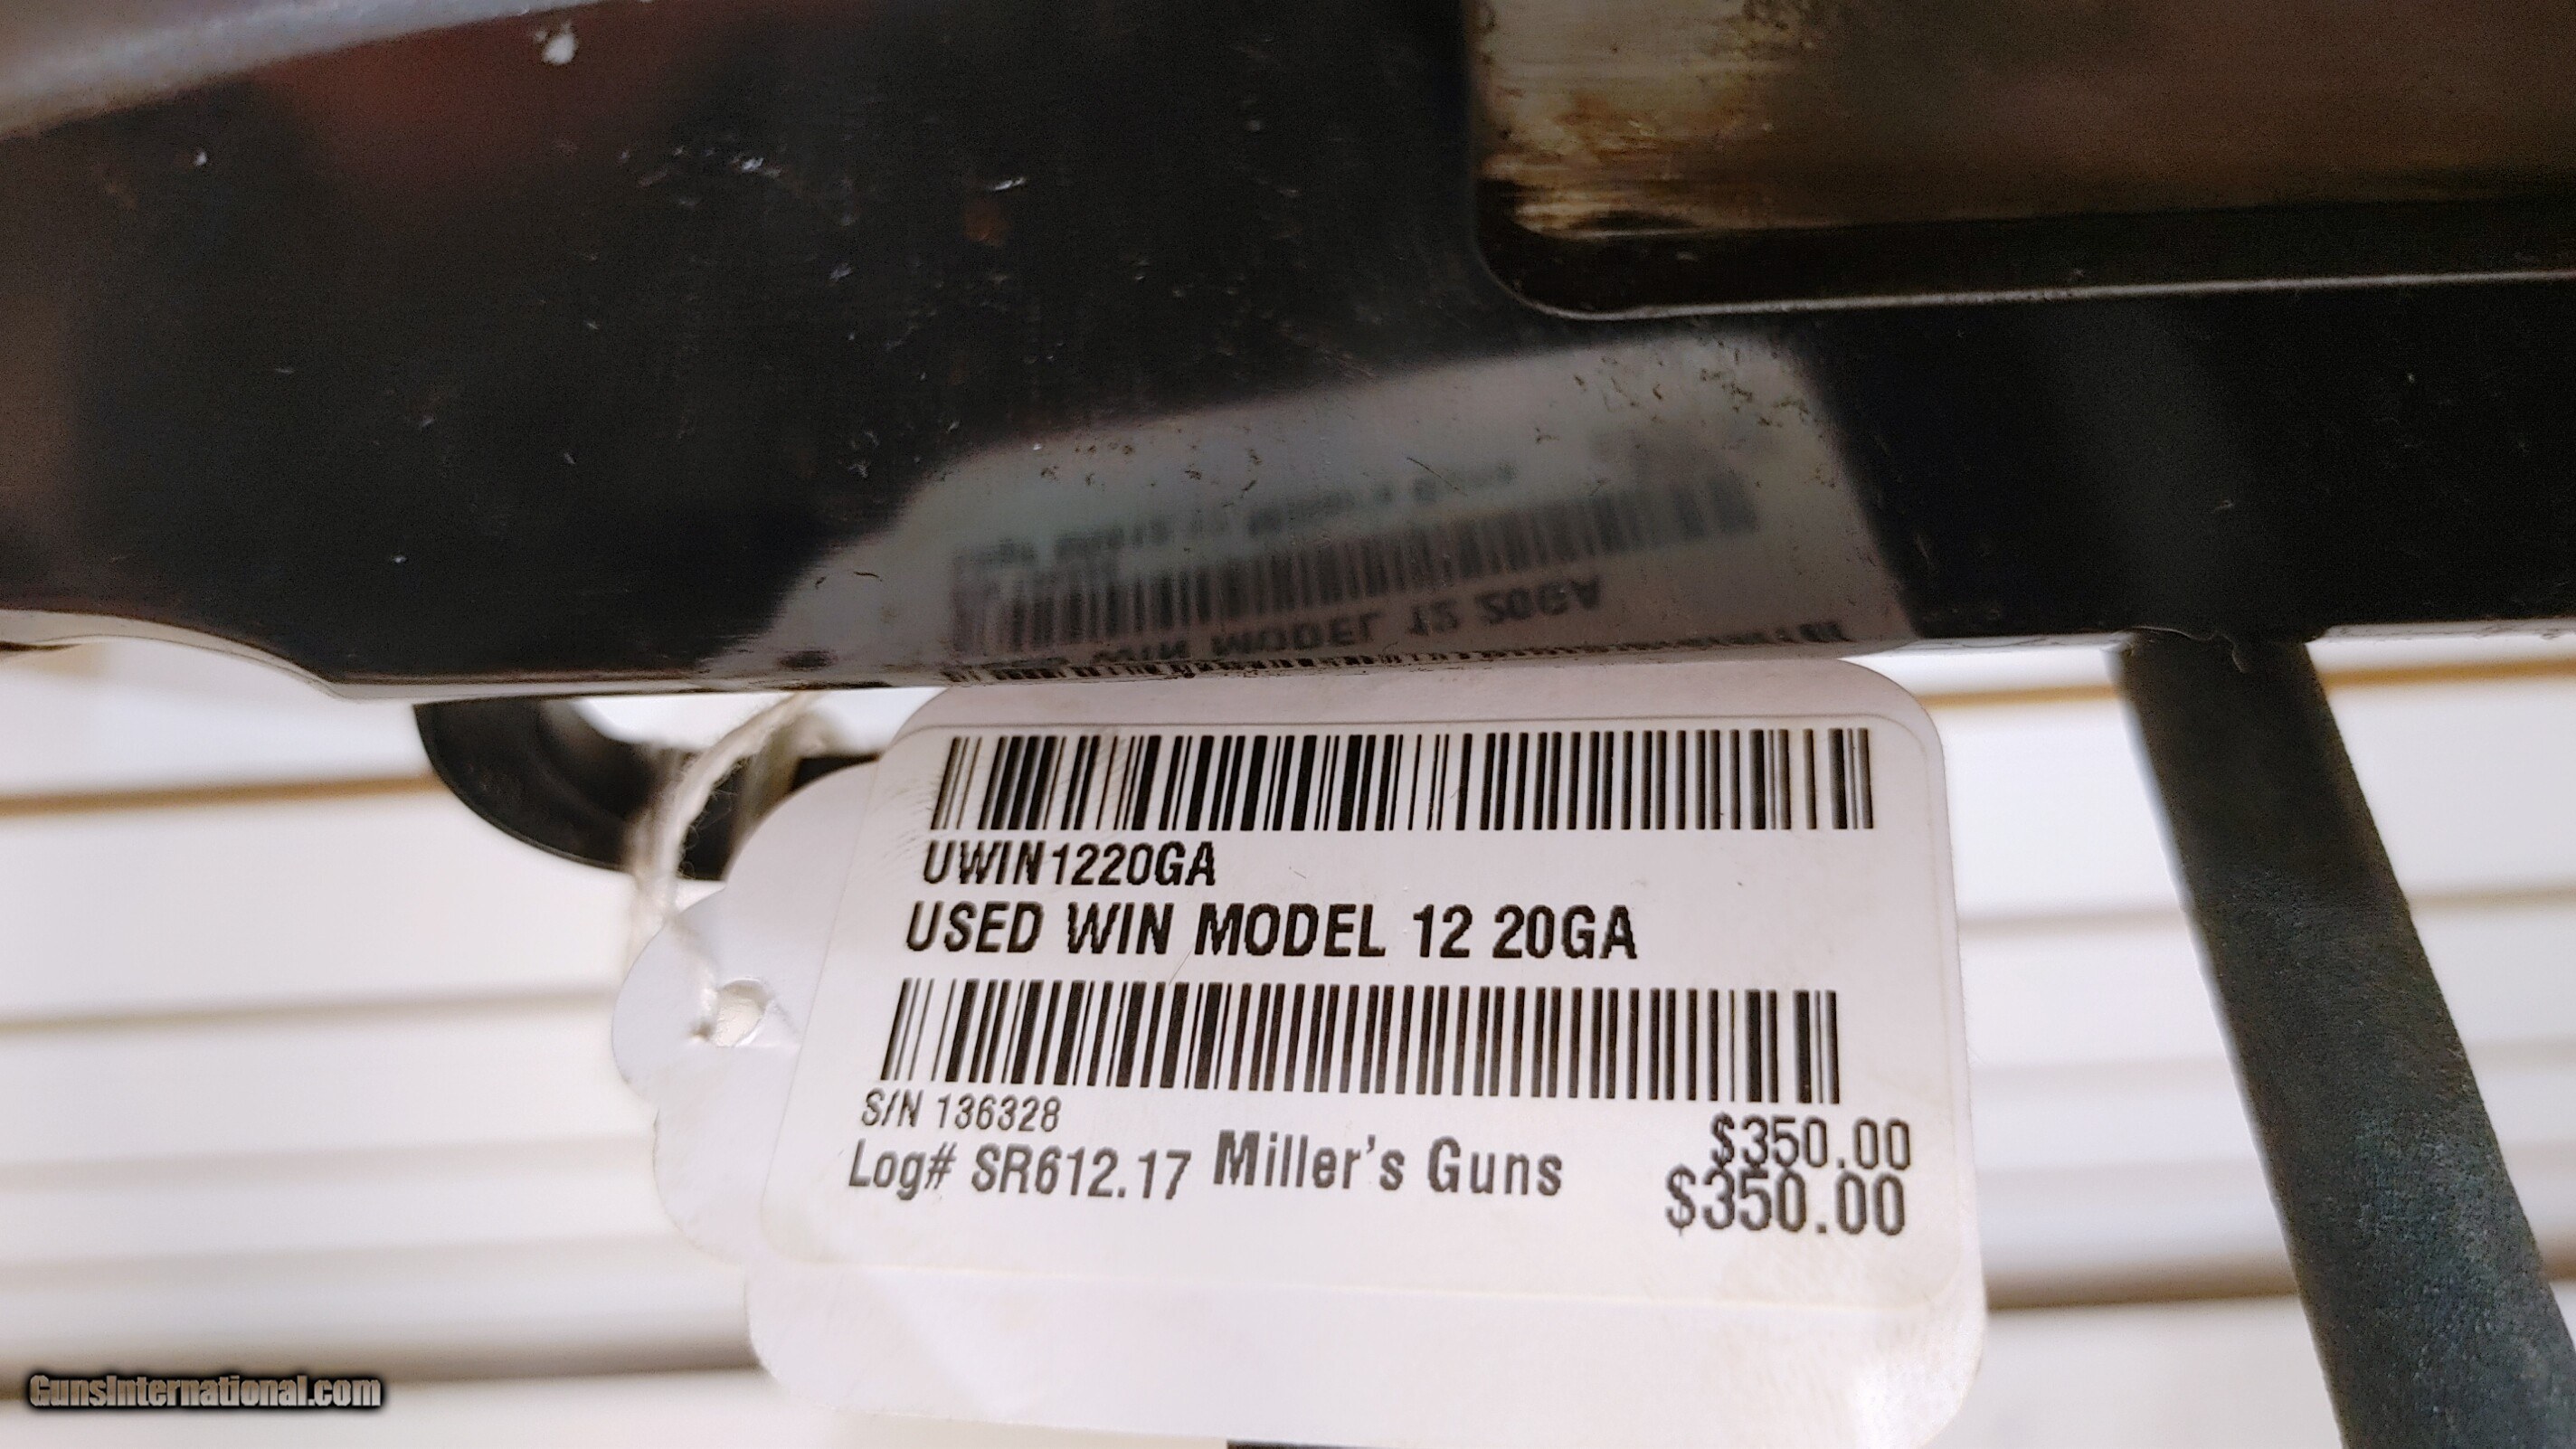 UWIN1220GA
USED WIN MODEL 12 20GA
S/N 136328
$350.00
Log# SR612.17 Miller's Guns
$350.00
GunsInternational.com